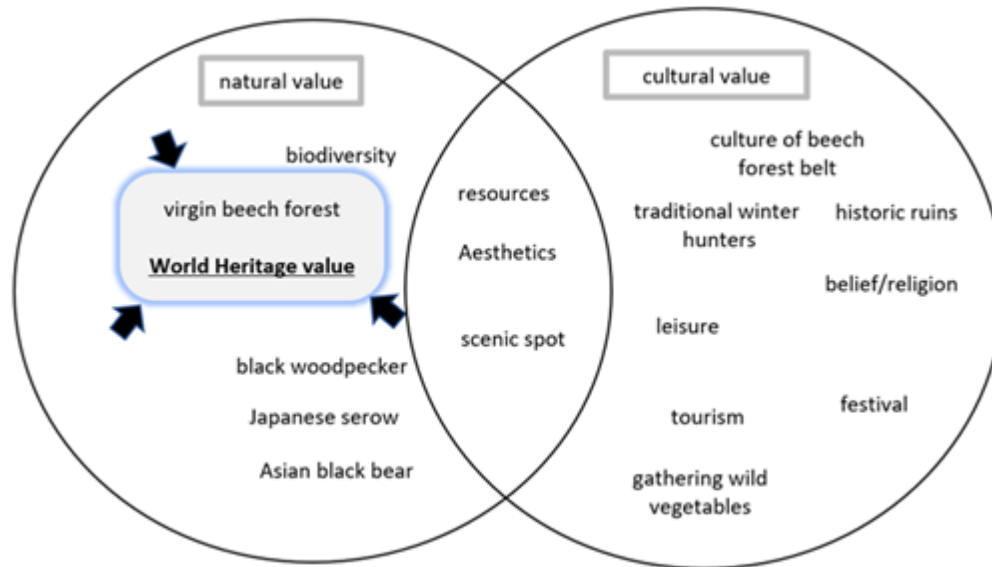 natural value
cultural value
biodiversity
virgin beech forest
World Heritage value
black woodpecker
Japanese serow
Asian black bear
resources
Aesthetics
scenic spot
culture of beech
forest belt
traditional winter
hunters
historic ruins
belief/religion
leisure
festival
tourism
gathering wild
vegetables